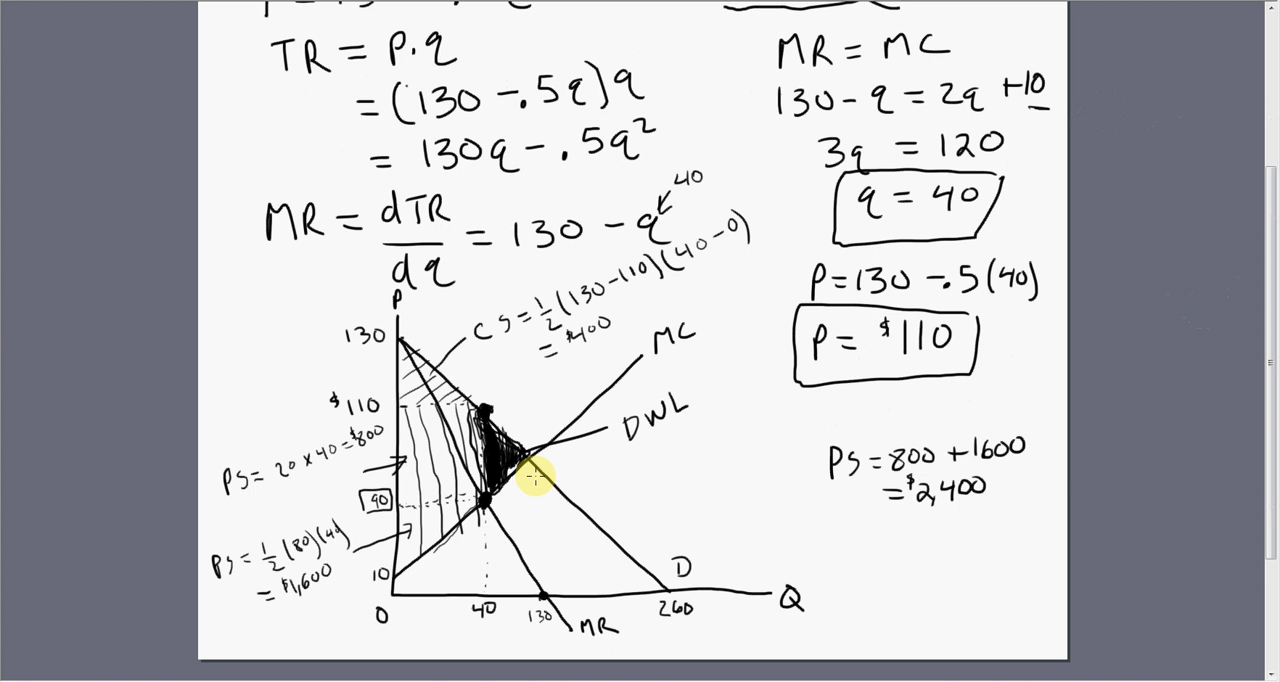 TR = P.q
= (130 - .5q)q
= 130q - .5q²
MR = dTR/dq = 130 - q
40
MR = MC
130 - q = 2q +10
3q = 120
q = 40
P = 130 - .5(40)
P = $110
PS = 800 + 1600
= $2,400
CS = 1/2 (130-110)(40-0)
= $400
P
130
$110
90
10
0
40
130
260
Q
MC
DWL
D
MR
PS = 20 x 40 = $800
PS = 1/2 (80)(40)
= $1,600